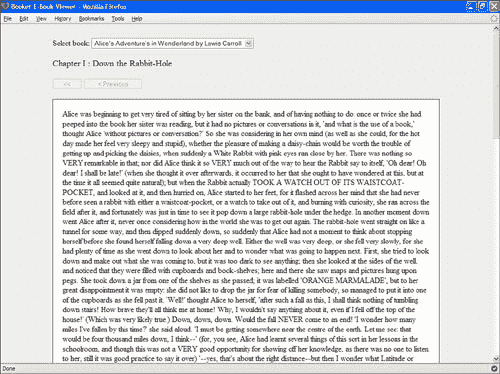 Booker E-Book Viewer - Mozilla Firefox
File Edit View History Bookmarks Tools Help
Select book: Alice's Adventure's in Wonderland by Lewis Carroll
Chapter I : Down the Rabbit-Hole
<< < Previous
Alice was beginning to get very tired of sitting by her sister on the bank, and of having nothing to do: once or twice she had
peeped into the book her sister was reading, but it had no pictures or conversations in it, 'and what is the use of a book,'
thought Alice 'without pictures or conversation?' So she was considering in her own mind (as well as she could, for the hot
day made her feel very sleepy and stupid), whether the pleasure of making a daisy-chain would be worth the trouble of
getting up and picking the daisies, when suddenly a White Rabbit with pink eyes ran close by her. There was nothing so
VERY remarkable in that; nor did Alice think it so VERY much out of the way to hear the Rabbit say to itself, 'Oh dear! Oh
dear! I shall be late!' (when she thought it over afterwards, it occurred to her that she ought to have wondered at this, but at
the time it all seemed quite natural); but when the Rabbit actually TOOK A WATCH OUT OF ITS WAISTCOAT-
POCKET, and looked at it, and then hurried on, Alice started to her feet, for it flashed across her mind that she had never
before seen a rabbit with either a waistcoat-pocket, or a watch to take out of it, and burning with curiosity, she ran across the
field after it, and fortunately was just in time to see it pop down a large rabbit-hole under the hedge. In another moment down
went Alice after it, never once considering how in the world she was to get out again. The rabbit-hole went straight on like a
tunnel for some way, and then dipped suddenly down, so suddenly that Alice had not a moment to think about stopping
herself before she found herself falling down a very deep well. Either the well was very deep, or she fell very slowly, for she
had plenty of time as she went down to look about her and to wonder what was going to happen next. First, she tried to look
down and make out what she was coming to, but it was too dark to see anything; then she looked at the sides of the well,
and noticed that they were filled with cupboards and book-shelves; here and there she saw maps and pictures hung upon
pegs. She took down a jar from one of the shelves as she passed; it was labelled 'ORANGE MARMALADE', but to her
great disappointment it was empty: she did not like to drop the jar for fear of killing somebody, so managed to put it into one
of the cupboards as she fell past it. 'Well!' thought Alice to herself, 'after such a fall as this, I shall think nothing of tumbling
down stairs! How brave they'll all think me at home! Why, I wouldn't say anything about it, even if I fell off the top of the
house!' (Which was very likely true.) Down, down, down. Would the fall NEVER come to an end! 'I wonder how many
miles I've fallen by this time?' she said aloud. 'I must be getting somewhere near the centre of the earth. Let me see: that
would be four thousand miles down, I think--' (for, you see, Alice had learnt several things of this sort in her lessons in the
schoolroom, and though this was not a VERY good opportunity for showing off her knowledge, as there was no one to listen
to her, still it was good practice to say it over) '--yes, that's about the right distance--but then I wonder what Latitude or
Done